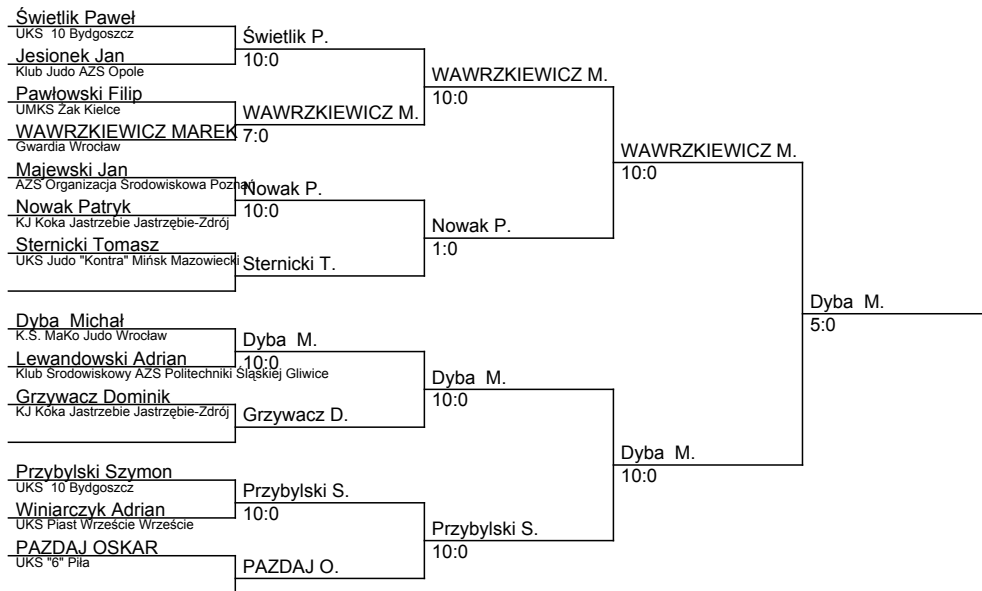 Świetlik Paweł
UKS 10 Bydgoszcz
Świetlik P.
10:0
Jesionek Jan
Klub Judo AZS Opole
WAWRZKIEWICZ M.
10:0
Pawłowski Filip
UMKS Żak Kielce
WAWRZKIEWICZ M.
7:0
WAWRZKIEWICZ MAREK
Gwardia Wrocław
WAWRZKIEWICZ M.
10:0
Majewski Jan
AZS Organizacja Środowiskowa Poznań
Nowak P.
10:0
Nowak Patryk
KJ Koka Jastrzebie Jastrzębie-Zdrój
Nowak P.
1:0
Sternicki Tomasz
UKS Judo "Kontra" Mińsk Mazowiecki
Sternicki T.
Dyba M.
5:0
Dyba Michał
K.S. MaKo Judo Wrocław
Dyba M.
10:0
Lewandowski Adrian
Klub Środowiskowy AZS Politechniki Śląskiej Gliwice
Dyba M.
10:0
Grzywacz Dominik
KJ Koka Jastrzebie Jastrzębie-Zdrój
Grzywacz D.
Dyba M.
10:0
Przybylski Szymon
UKS 10 Bydgoszcz
Przybylski S.
10:0
Winiarczyk Adrian
UKS Piast Wrzeście Wrzeście
Przybylski S.
10:0
PAZDAJ OSKAR
UKS "6" Piła
PAZDAJ O.